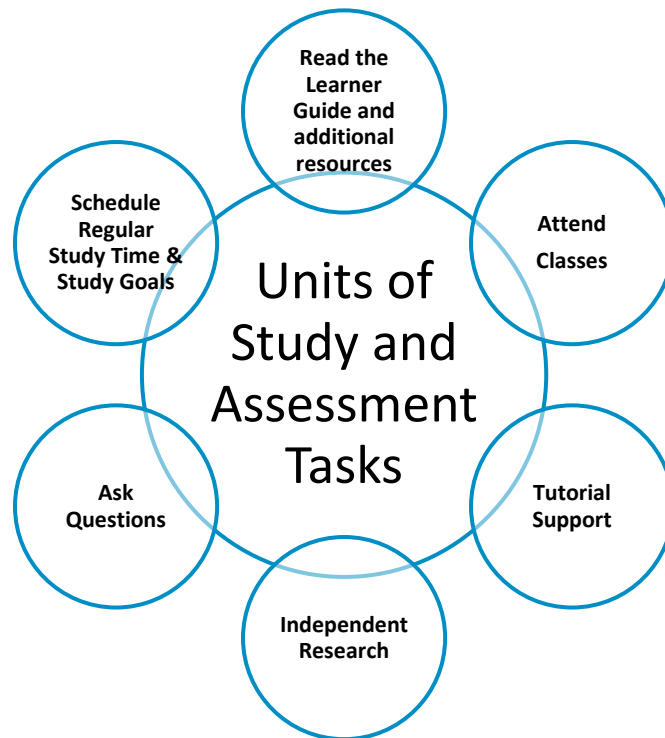 Read the
Learner
Guide and
additional
resources
Attend
Classes
Tutorial
Support
Independent
Research
Ask
Questions
Schedule
Regular
Study Time &
Study Goals
Units of
Study and
Assessment
Tasks